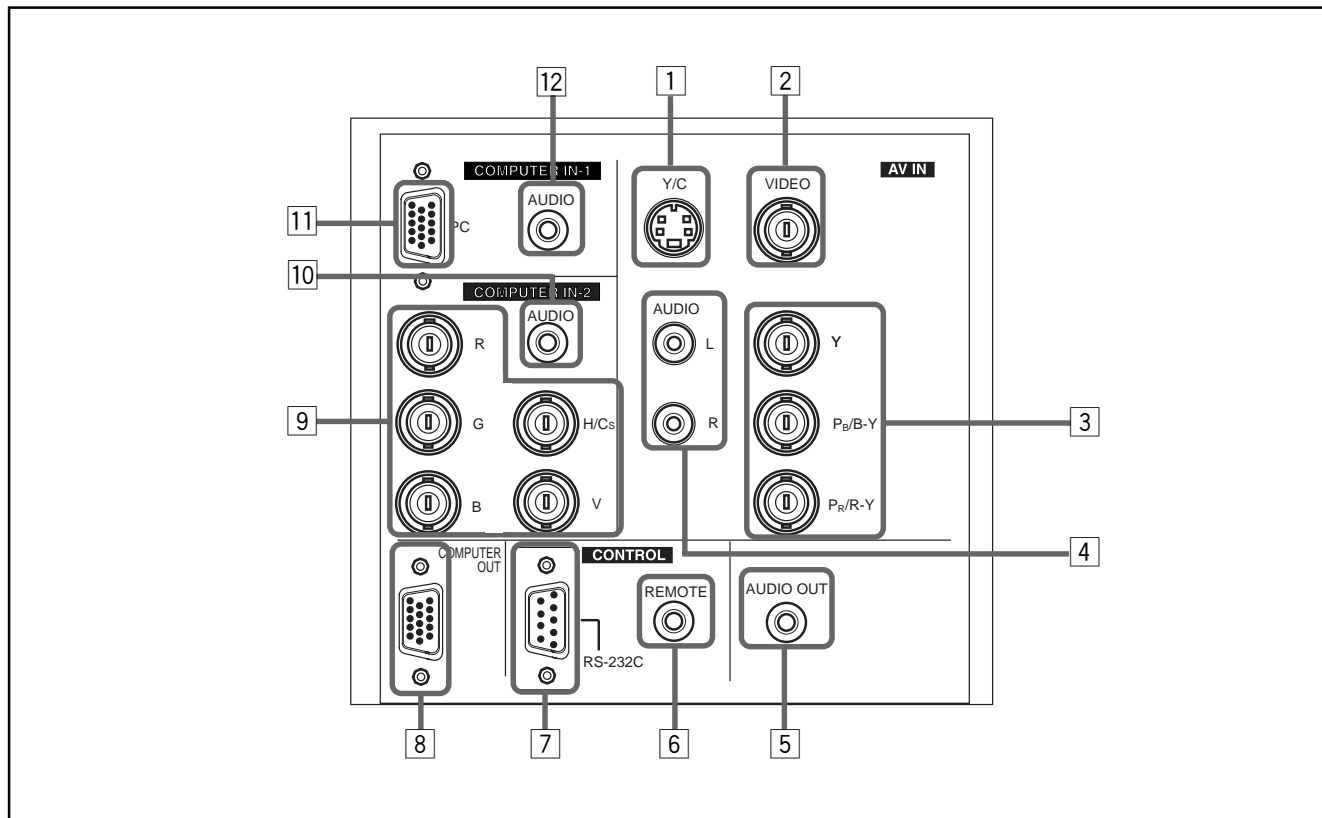 12
1
2
COMPUTER IN-1
AV IN
AUDIO
Y/C
VIDEO
11
PC
10
COMPUTER IN-2
AUDIO
AUDIO
R
L
Y
9
G
H/Cs
R
PB/B-Y
3
B
V
PR/R-Y
4
COMPUTER
OUT
CONTROL
REMOTE
AUDIO OUT
RS-232C
8
7
6
5